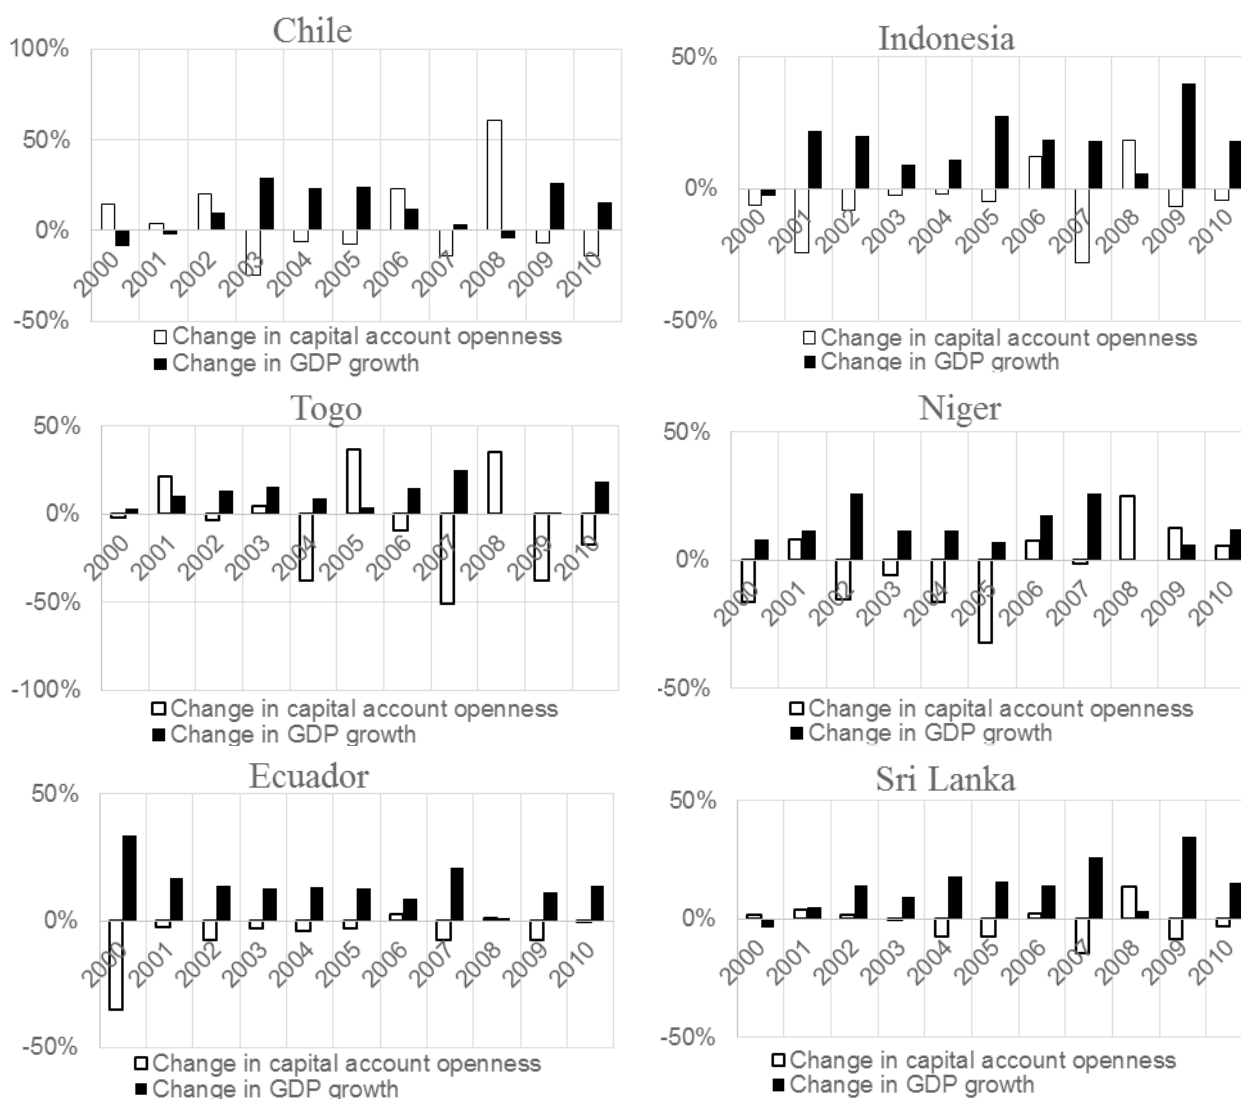 Chile
100%
50%
0%
-50%
2000 2001 2002 2003 2004 2005 2006 2007 2008 2009 2010
Change in capital account openness
Change in GDP growth
Indonesia
50%
0%
-50%
2000 2001 2002 2003 2004 2005 2006 2007 2008 2009 2010
Change in capital account openness
Change in GDP growth
Togo
50%
0%
-50%
-100%
2000 2001 2002 2003 2004 2005 2006 2007 2008 2009 2010
Change in capital account openness
Change in GDP growth
Niger
50%
0%
-50%
2000 2001 2002 2003 2004 2005 2006 2007 2008 2009 2010
Change in capital account openness
Change in GDP growth
Ecuador
50%
0%
-50%
2000 2001 2002 2003 2004 2005 2006 2007 2008 2009 2010
Change in capital account openness
Change in GDP growth
Sri Lanka
50%
0%
-50%
2000 2001 2002 2003 2004 2005 2006 2007 2008 2009 2010
Change in capital account openness
Change in GDP growth